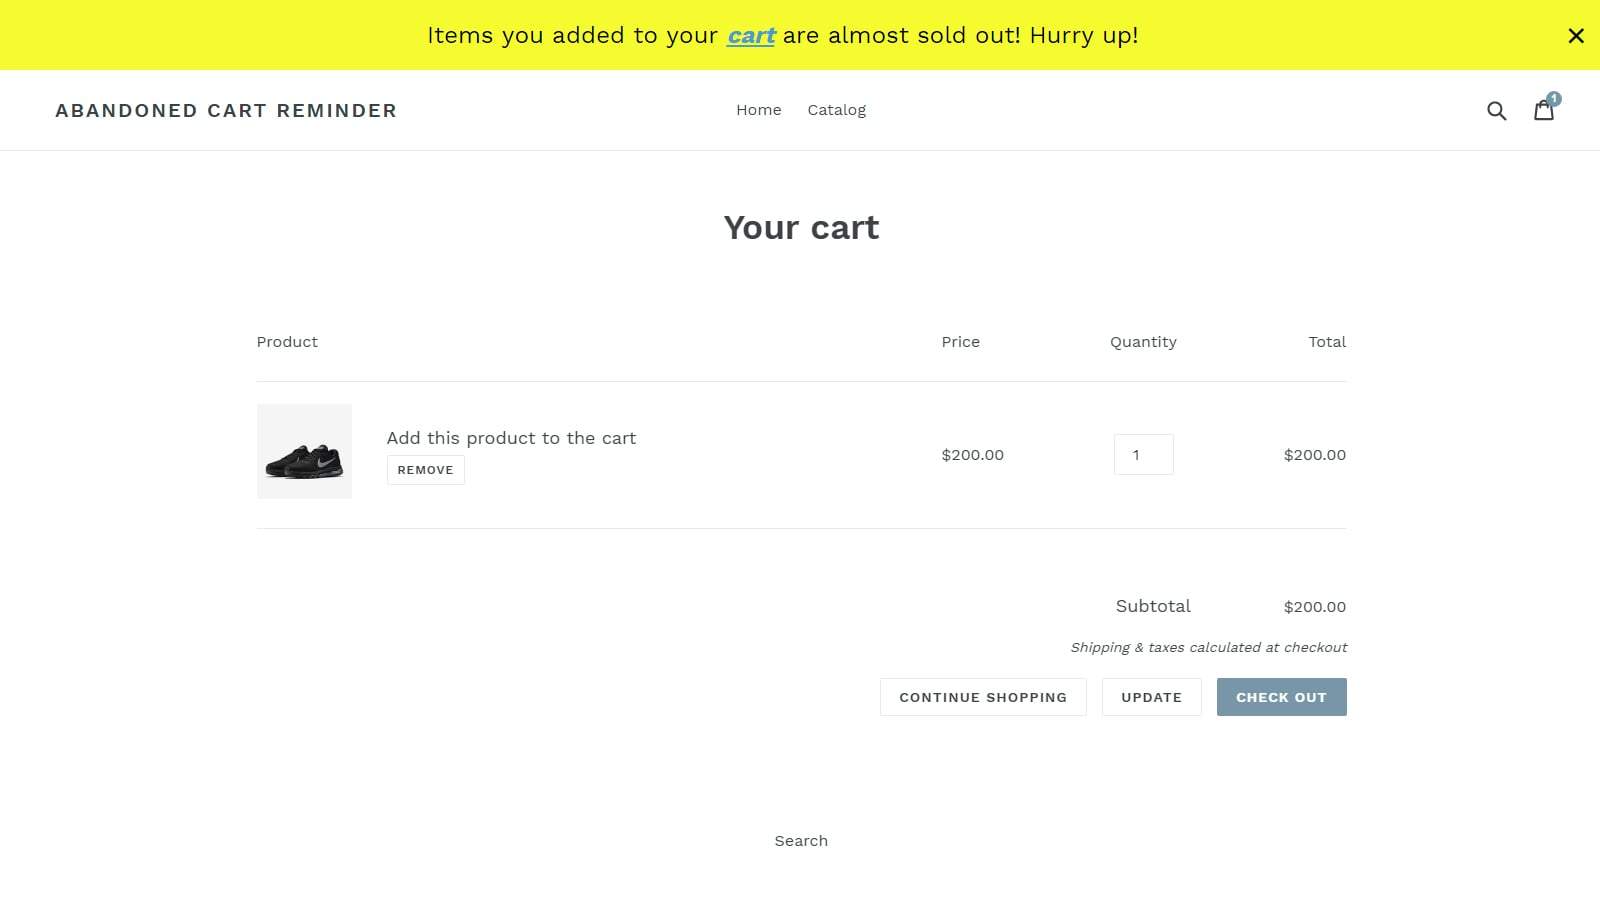 Items you added to your cart are almost sold out! Hurry up!
ABANDONED CART REMINDER
Home Catalog
1
Your cart
Product Price Quantity Total
Add this product to the cart
REMOVE
$200.00 1 $200.00
Subtotal $200.00
Shipping & taxes calculated at checkout
CONTINUE SHOPPING UPDATE CHECK OUT
Search